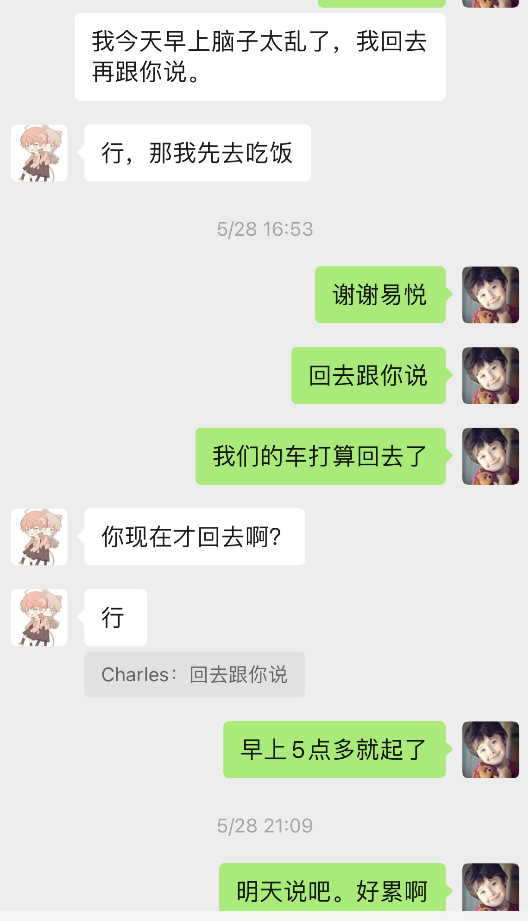 我今天早上脑子太乱了，我回去
再跟你说。
行，那我先去吃饭
5/28 16:53
谢谢易悦
回去跟你说
我们的车打算回去了
你现在才回去啊？
行
Charles：回去跟你说
早上5点多就起了
5/28 21:09
明天说吧。好累啊